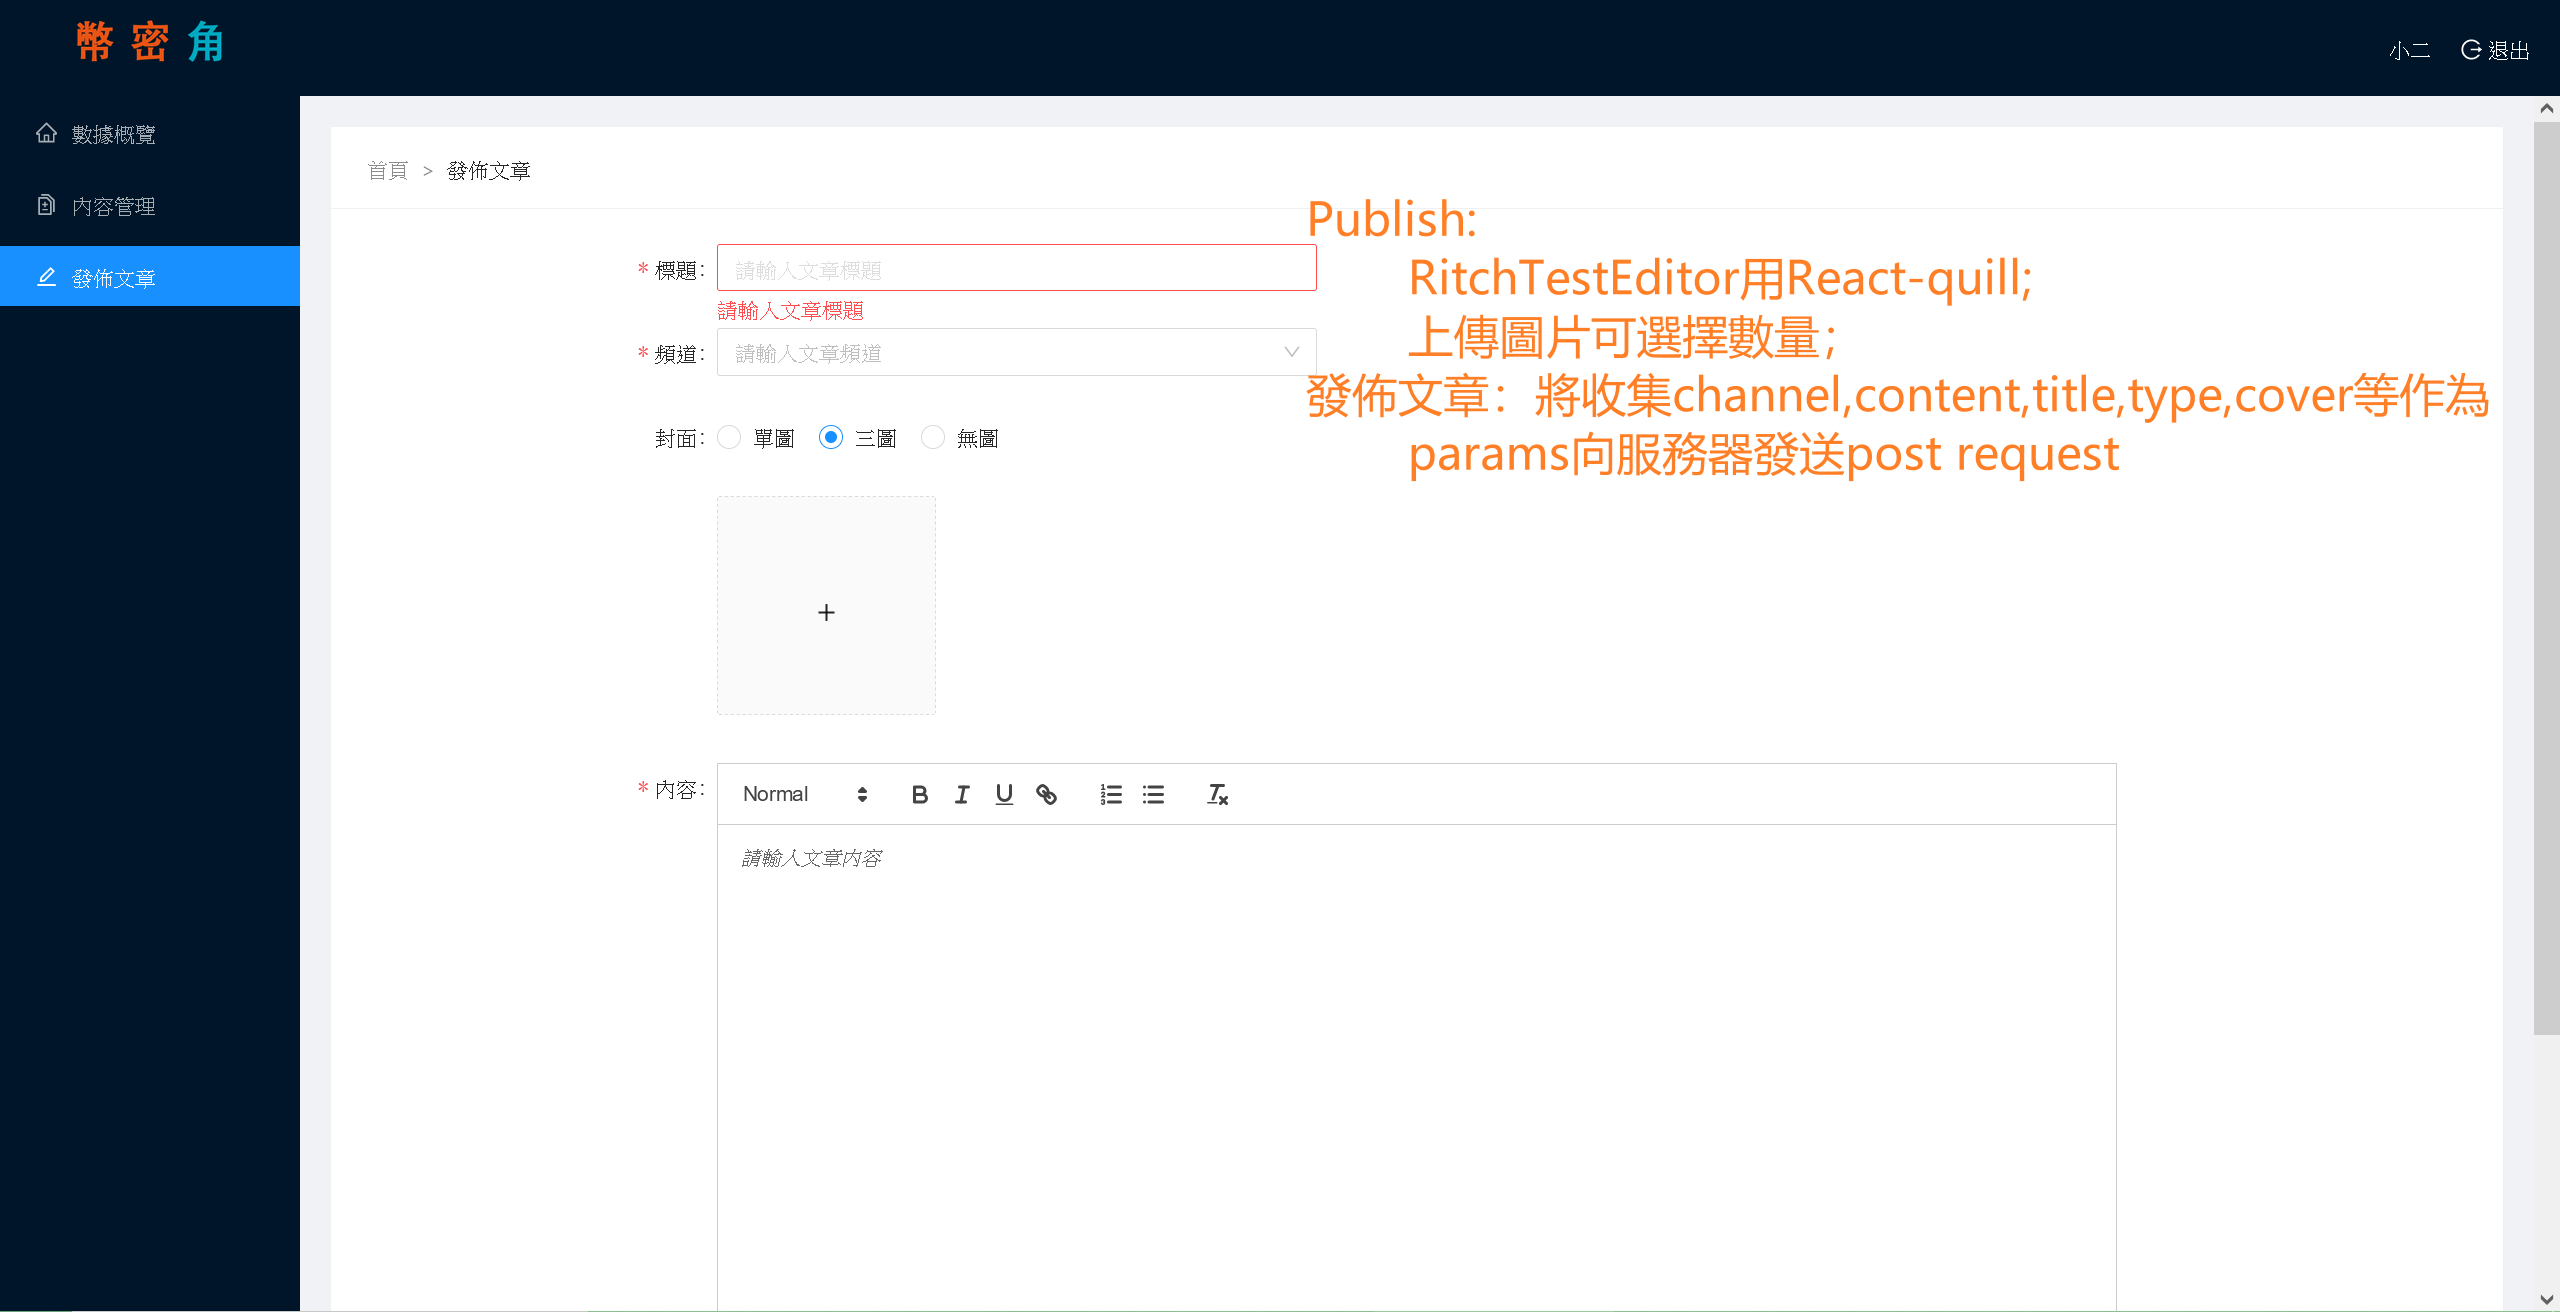 幣 密 角
小二 退出
數據概覽
內容管理
發佈文章
首頁 > 發佈文章
Publish:
RitchTestEditor用React-quill;
上傳圖片可選擇數量；
發佈文章：將收集channel,content,title,type,cover等作為
params向服務器發送post request
* 標題： 請輸入文章標題
請輸入文章標題
* 頻道： 請輸入文章頻道
封面： 單圖 三圖 無圖
+
* 內容： Normal B I U
請輸入文章內容